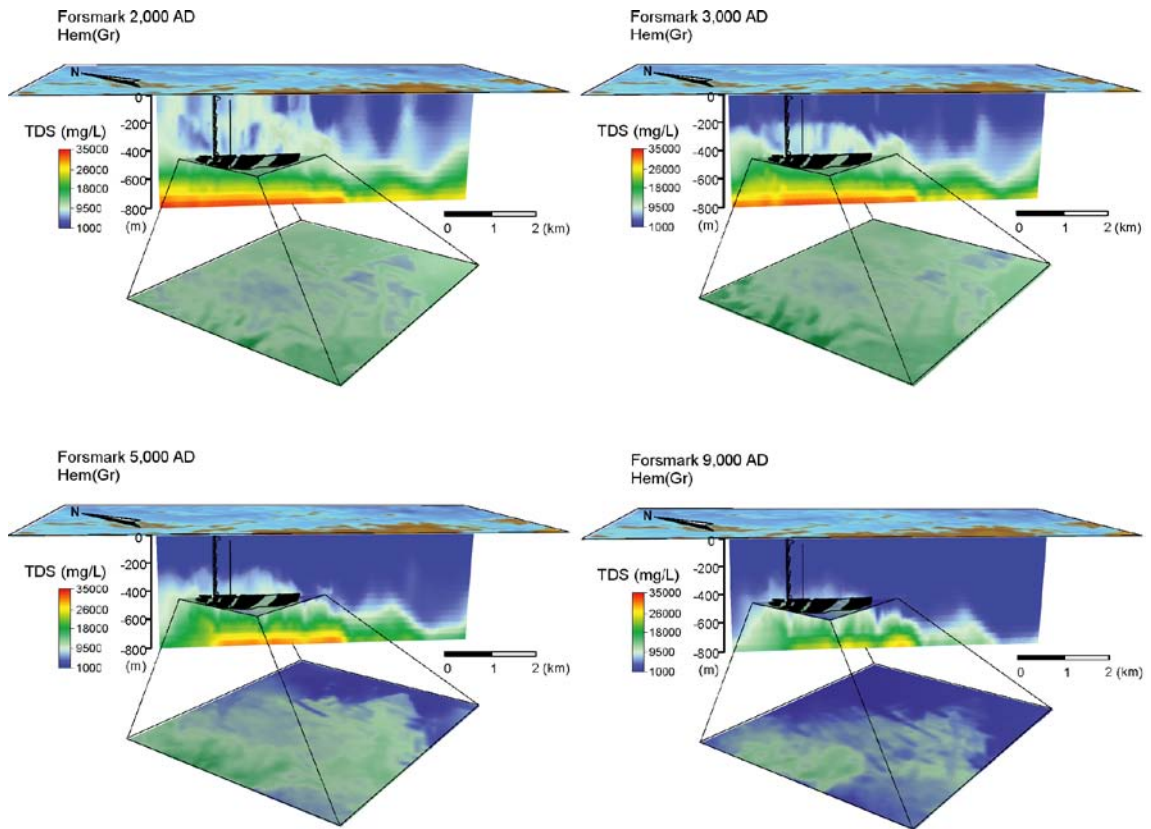 Forsmark 2,000 AD
Hem(Gr)
N
0
-200
-400
-600
-800
(m)
TDS (mg/L)
35000
26000
18000
9500
1000
0 1 2 (km)
Forsmark 3,000 AD
Hem(Gr)
N
0
-200
-400
-600
-800
(m)
TDS (mg/L)
35000
26000
18000
9500
1000
0 1 2 (km)
Forsmark 5,000 AD
Hem(Gr)
N
0
-200
-400
-600
-800
(m)
TDS (mg/L)
35000
26000
18000
9500
1000
0 1 2 (km)
Forsmark 9,000 AD
Hem(Gr)
N
0
-200
-400
-600
-800
(m)
TDS (mg/L)
35000
26000
18000
9500
1000
0 1 2 (km)